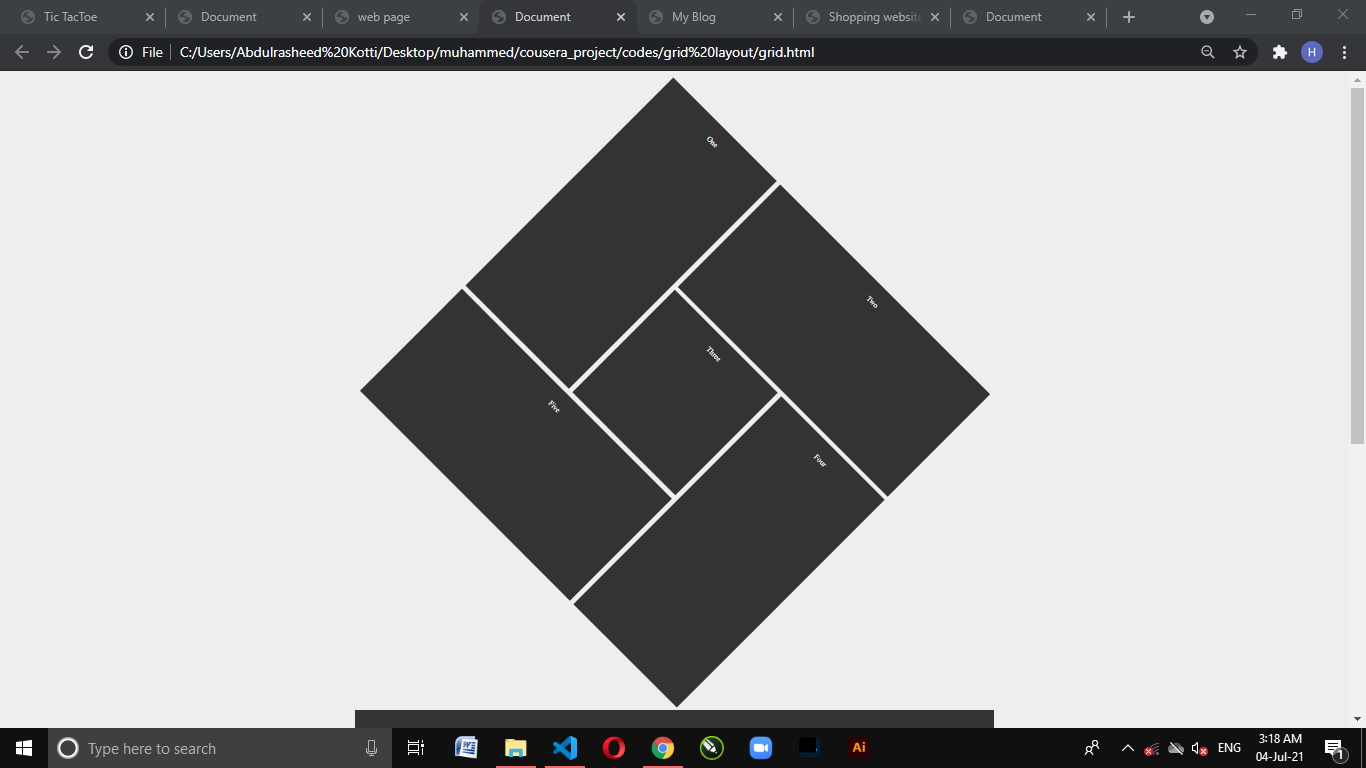 Tic TacToe
Document
web page
Document
My Blog
Shopping website
Document
File
C:/Users/Abdulrasheed%20Kotti/Desktop/muhammed/cousera_project/codes/grid%20layout/grid.html
H
One
Two
Three
Five
Four
Type here to search
W
Ai
ENG
3:18 AM
04-Jul-21
1